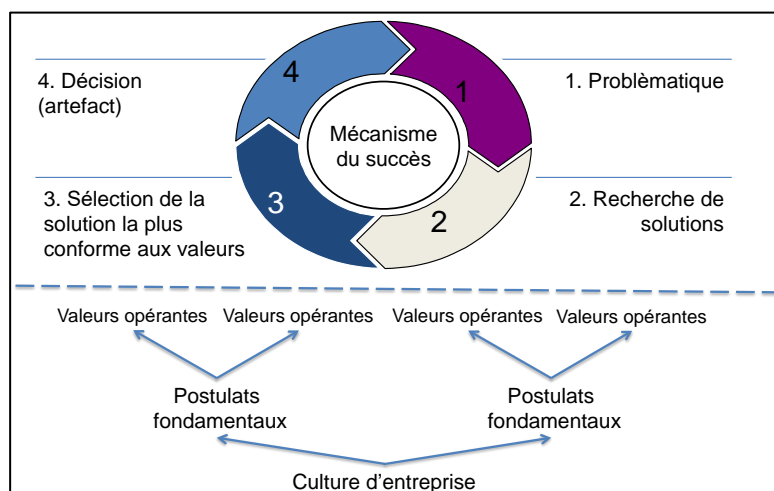 4. Décision
(artefact)
4
1
1. Problèmatique
Mécanisme
du succès
3. Sélection de la
solution la plus
conforme aux valeurs
3
2
2. Recherche de
solutions
Valeurs opérantes
Valeurs opérantes
Valeurs opérantes
Valeurs opérantes
Postulats
fondamentaux
Postulats
fondamentaux
Culture d’entreprise